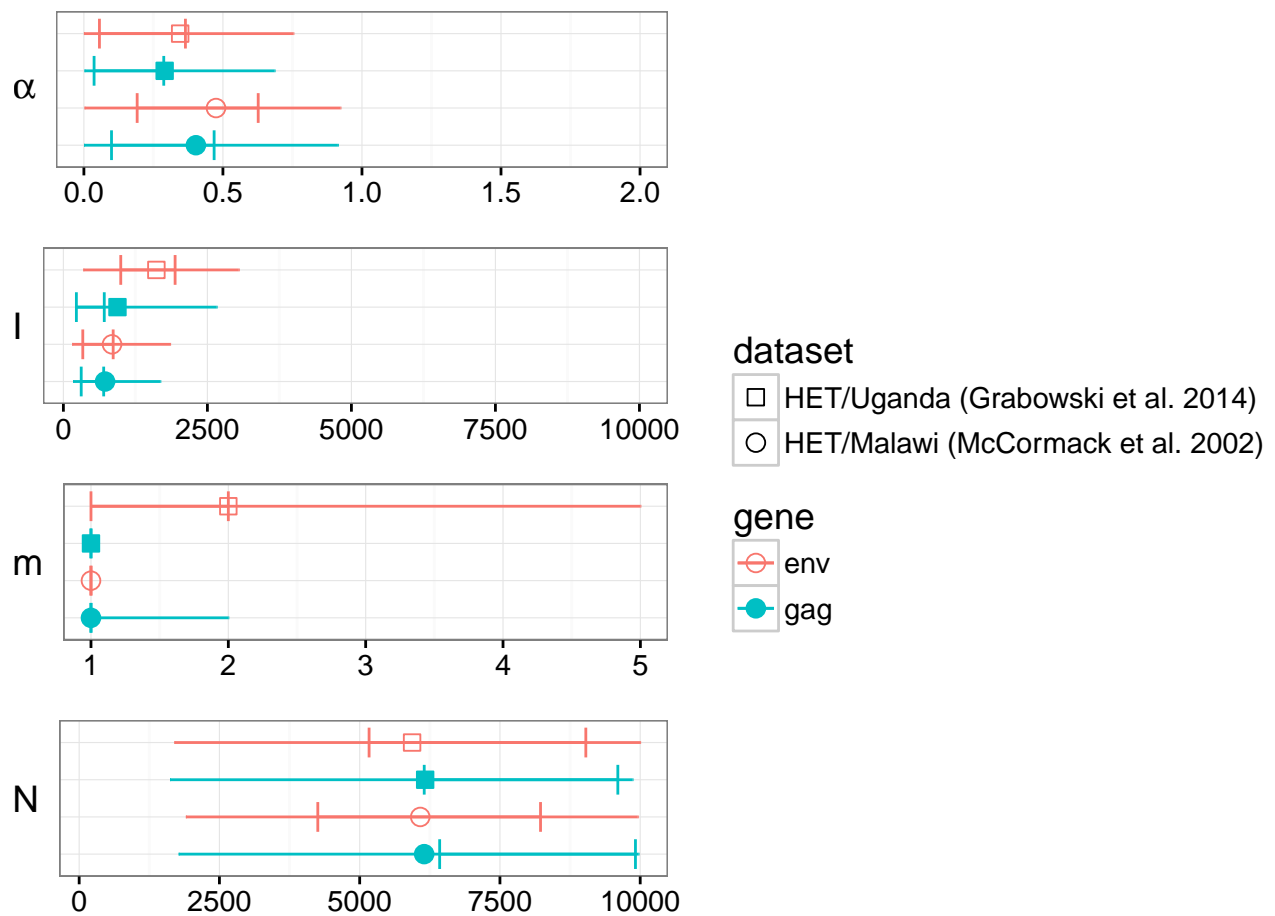 α
0.0 0.5 1.0 1.5 2.0
I
0 2500 5000 7500 10000
m
1 2 3 4 5
N
0 2500 5000 7500 10000
dataset
HET/Uganda (Grabowski et al. 2014)
HET/Malawi (McCormack et al. 2002)
gene
env
gag